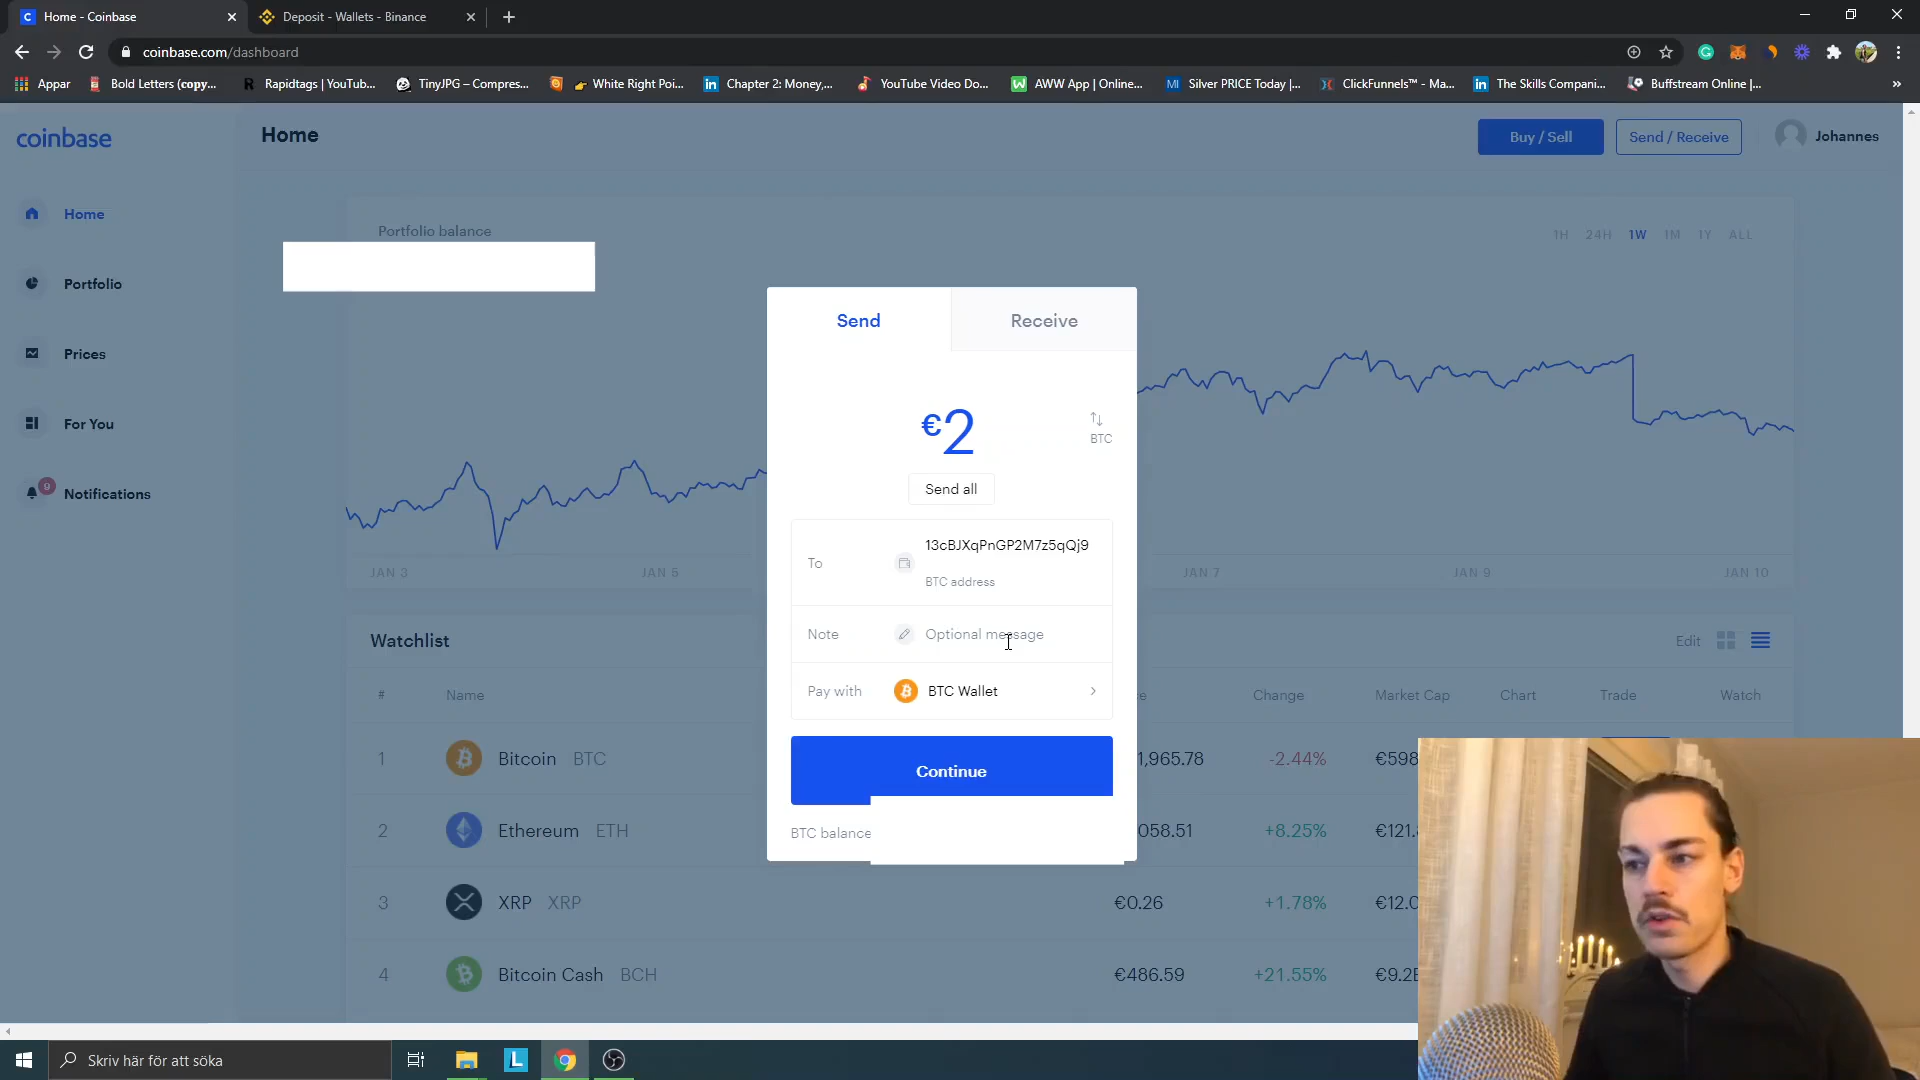 Home - Coinbase
Deposit - Wallets - Binance
coinbase.com/dashboard
Appar
Bold Letters (copy...
Rapidtags | YouTub...
TinyJPG – Compres...
White Right Poi...
Chapter 2: Money,...
YouTube Video Do...
AWW App | Online...
Silver PRICE Today |...
ClickFunnels™ - Ma...
The Skills Compani...
Buffstream Online |...
coinbase
Home
Buy / Sell
Send / Receive
Johannes
Home
Portfolio
Prices
For You
9
Notifications
Portfolio balance
1H 24H 1W 1M 1Y ALL
JAN 3 JAN 5 JAN 7 JAN 9 JAN 10
Send
Receive
€2
BTC
Send all
To
13cBJXqPnGP2M7z5qQj9
BTC address
Note
Optional message
Pay with
BTC Wallet
Continue
BTC balance
Watchlist
Edit
# Name Change Market Cap Chart Trade Watch
1 Bitcoin BTC 1,965.78 -2.44% €598
2 Ethereum ETH 058.51 +8.25% €121.
3 XRP XRP €0.26 +1.78% €12.0
4 Bitcoin Cash BCH €486.59 +21.55% €9.2
Skriv här för att söka